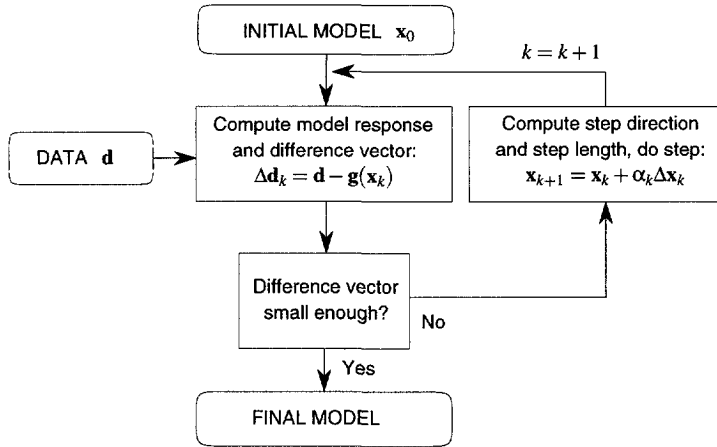 INITIAL MODEL x₀
k = k + 1
Compute model response
and difference vector:
Δdₖ = d − g(xₖ)
Compute step direction
and step length, do step:
xₖ₊₁ = xₖ + αₖΔxₖ
DATA d
Difference vector
small enough?
No
Yes
FINAL MODEL